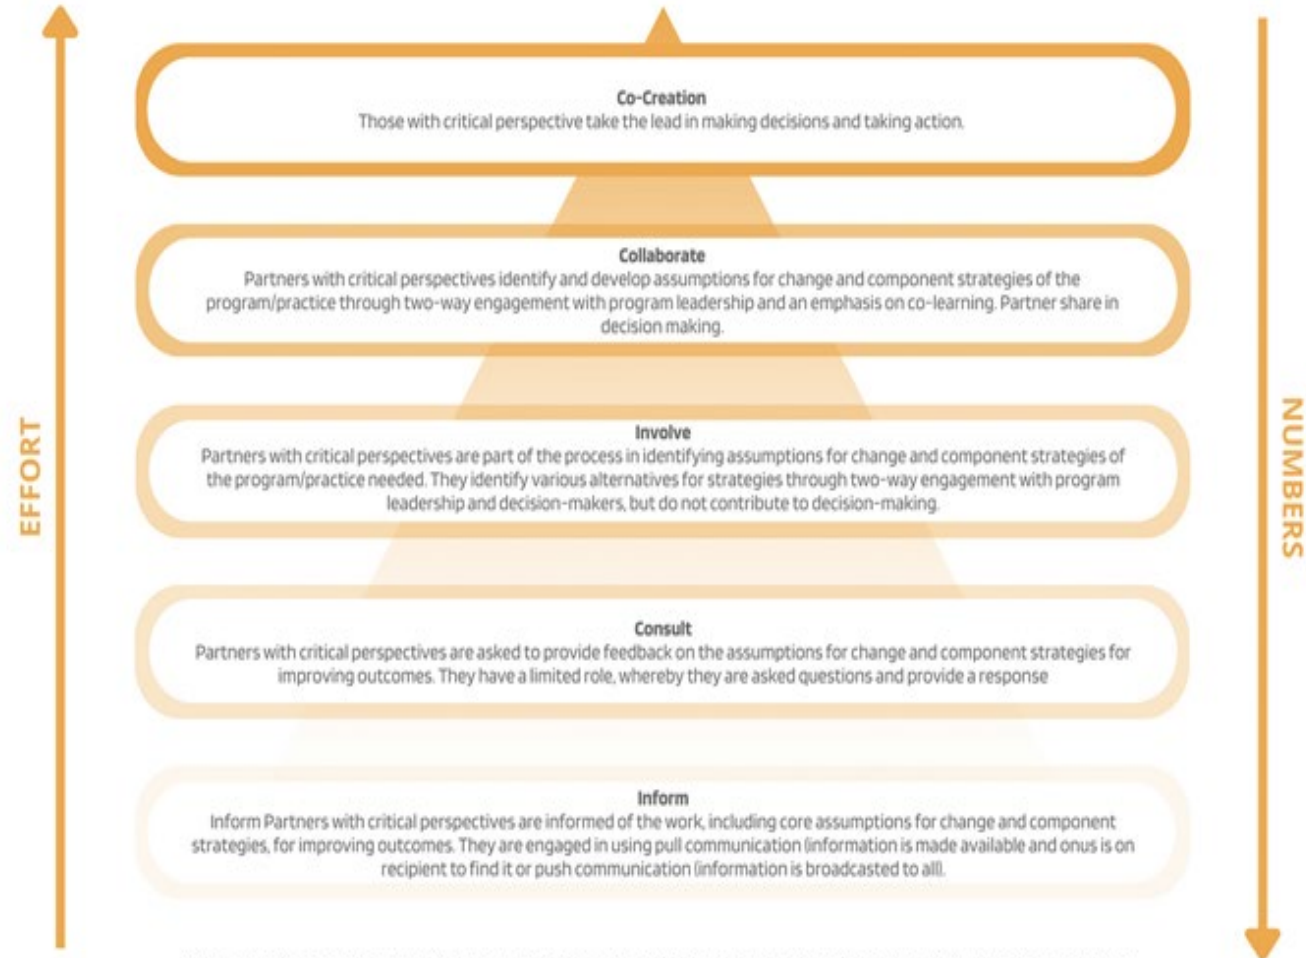 Co-Creation
Those with critical perspective take the lead in making decisions and taking action.
Collaborate
Partners with critical perspectives identify and develop assumptions for change and component strategies of the
program/practice through two-way engagement with program leadership and an emphasis on co-learning. Partner share in
decision making.
EFFORT
NUMBERS
Involve
Partners with critical perspectives are part of the process in identifying assumptions for change and component strategies of
the program/practice needed. They identify various alternatives for strategies through two-way engagement with program
leadership and decision-makers, but do not contribute to decision-making.
Consult
Partners with critical perspectives are asked to provide feedback on the assumptions for change and component strategies for
improving outcomes. They have a limited role, whereby they are asked questions and provide a response
Inform
Inform Partners with critical perspectives are informed of the work, including core assumptions for change and component
strategies, for improving outcomes. They are engaged in using pull communication (information is made available and onus is on
recipient to find it or push communication (information is broadcasted to all).